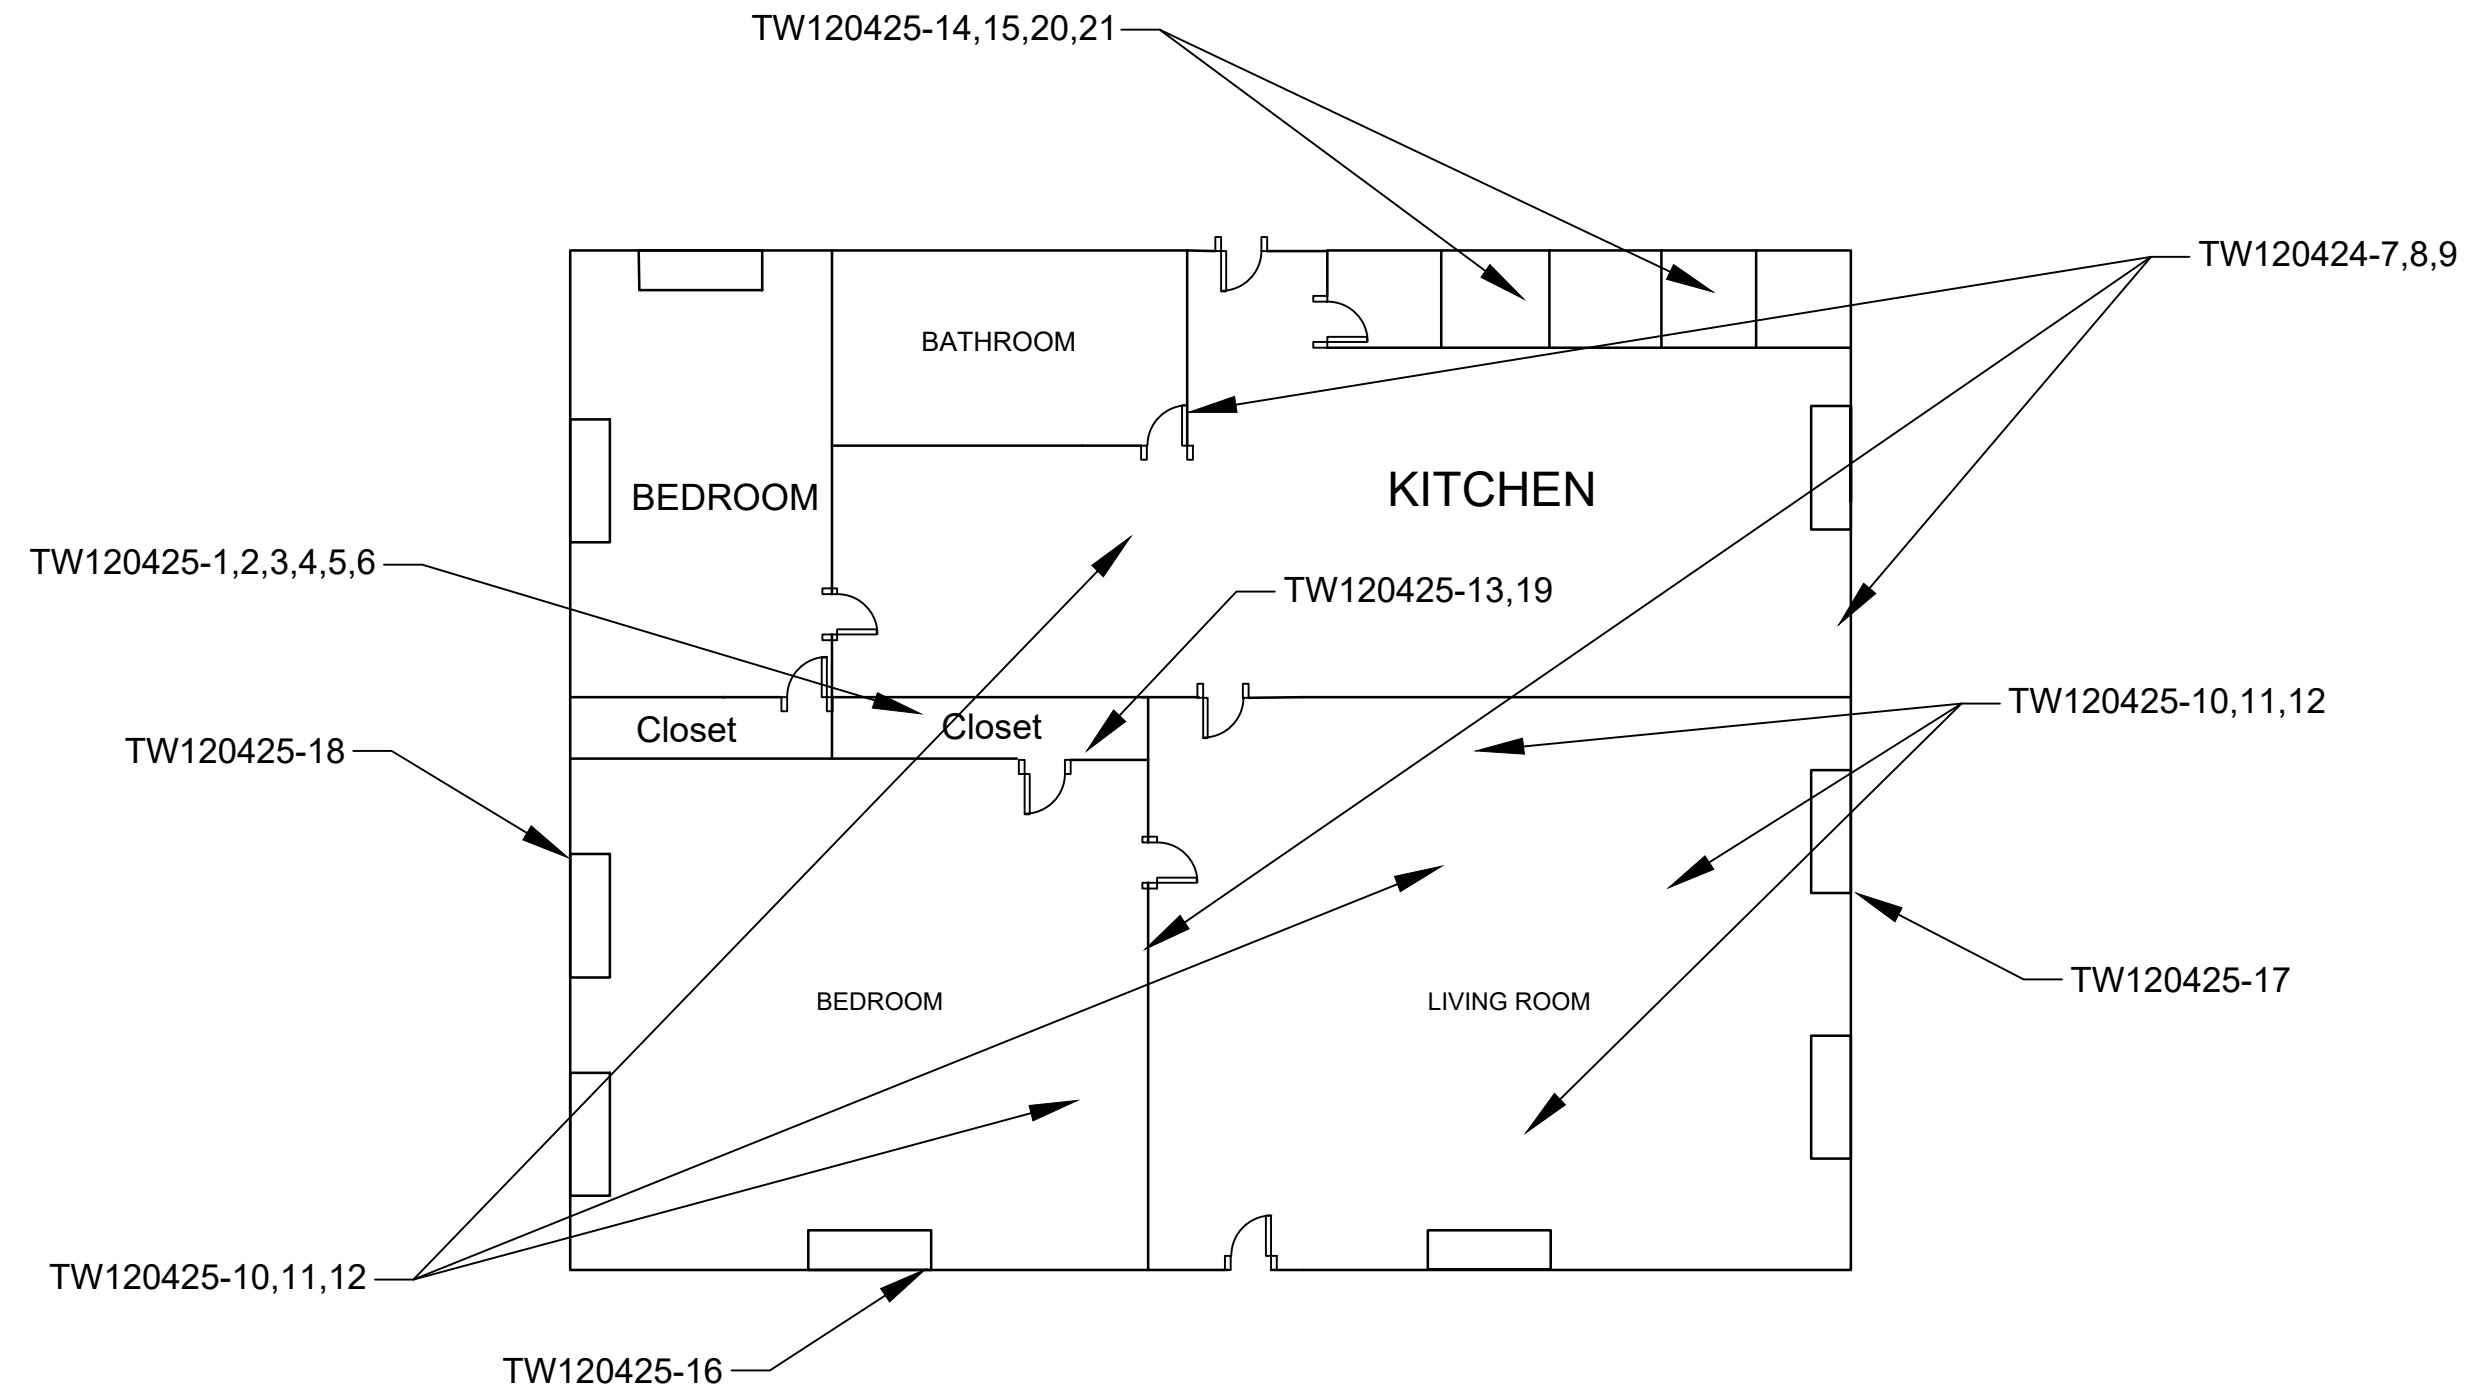 TW120425-14,15,20,21
TW120424-7,8,9
BATHROOM
BEDROOM
KITCHEN
TW120425-1,2,3,4,5,6
TW120425-13,19
TW120425-10,11,12
Closet
Closet
TW120425-18
TW120425-17
BEDROOM
LIVING ROOM
TW120425-10,11,12
TW120425-16